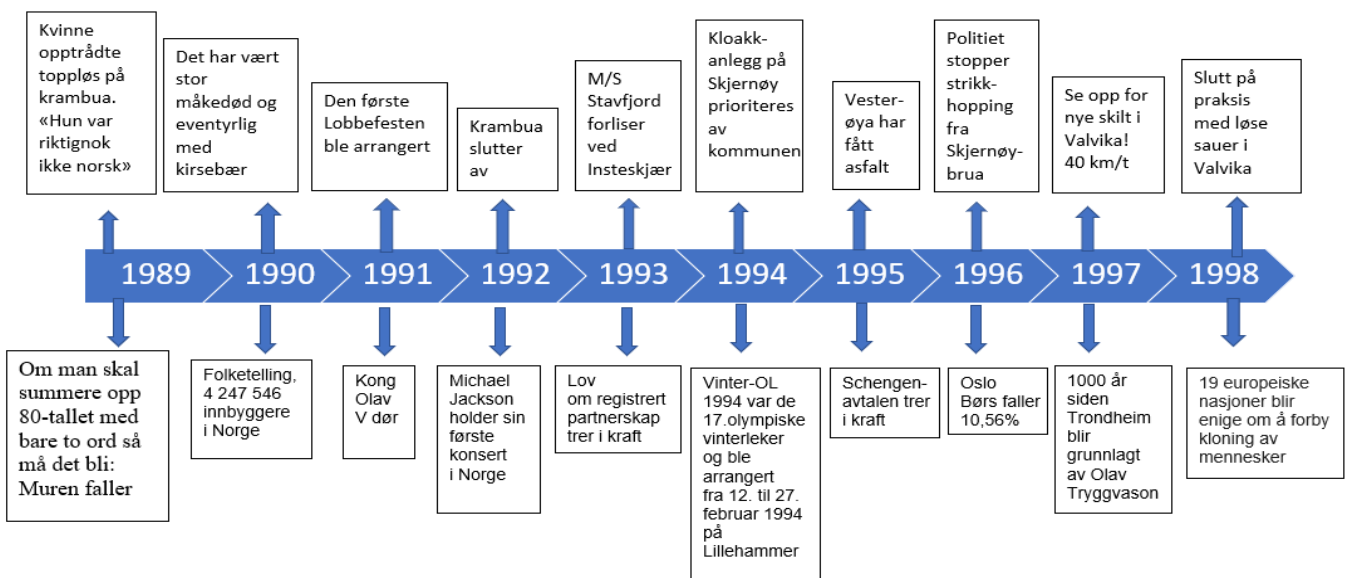 Kvinne
opptrådte
toppløs på
krambua.
«Hun var
riktignok
ikke norsk»
Det har vært
stor
måkedød og
eventyrlig
med
kirsebær
Den første
Lobbefesten
ble arrangert
Krambua
slutter
av
M/S
Stavfjord
forliser
ved
Insteskjær
Kloakk-
anlegg på
Skjernøy
prioriteres
av
kommunen
Vester-
øya har
fått
asfalt
Politiet
stopper
strikk-
hopping
fra
Skjernøy-
brua
Se opp for
nye skilt i
Valvika!
40 km/t
Slutt på
praksis
med løse
sauer i
Valvika
1989
1990
1991
1992
1993
1994
1995
1996
1997
1998
Om man skal
summere opp
80-tallet med
bare to ord så
må det bli:
Muren faller
Folketelling,
4 247 546
innbyggere
i Norge
Kong
Olav
V dør
Michael
Jackson
holder sin
første
konsert
i Norge
Lov
om registrert
partnerskap
trer i kraft
Vinter-OL
1994 var de
17.olympiske
vinterleker
og ble
arrangert
fra 12. til 27.
februar 1994
på
Lillehammer
Schengen-
avtalen trer
i kraft
Oslo
Børs faller
10,56%
1000 år
siden
Trondheim
blir
grunnlagt
av Olav
Tryggvason
19 europeiske
nasjoner blir
enige om å forby
kloning av
mennesker